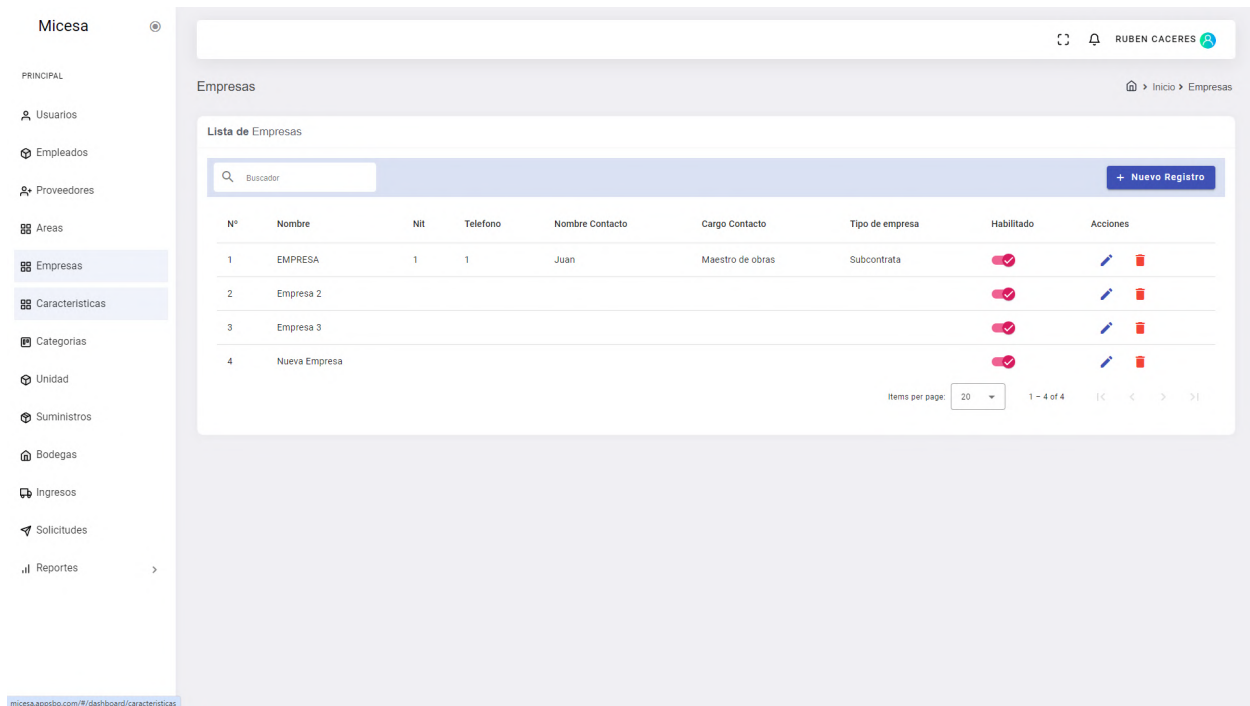 Micesa
RUBEN CACERES
PRINCIPAL
Usuarios
Empleados
Proveedores
Areas
Empresas
Caracteristicas
Categorias
Unidad
Suministros
Bodegas
Ingresos
Solicitudes
Reportes
Empresas
Inicio Empresas
Lista de Empresas
Buscador
+ Nuevo Registro
Nº Nombre Nit Telefono Nombre Contacto Cargo Contacto Tipo de empresa Habilitado Acciones
1 EMPRESA 1 1 Juan Maestro de obras Subcontrata
2 Empresa 2
3 Empresa 3
4 Nueva Empresa
Items per page: 20 1 – 4 of 4
micesa.appsbo.com/#/dashboard/caracteristicas